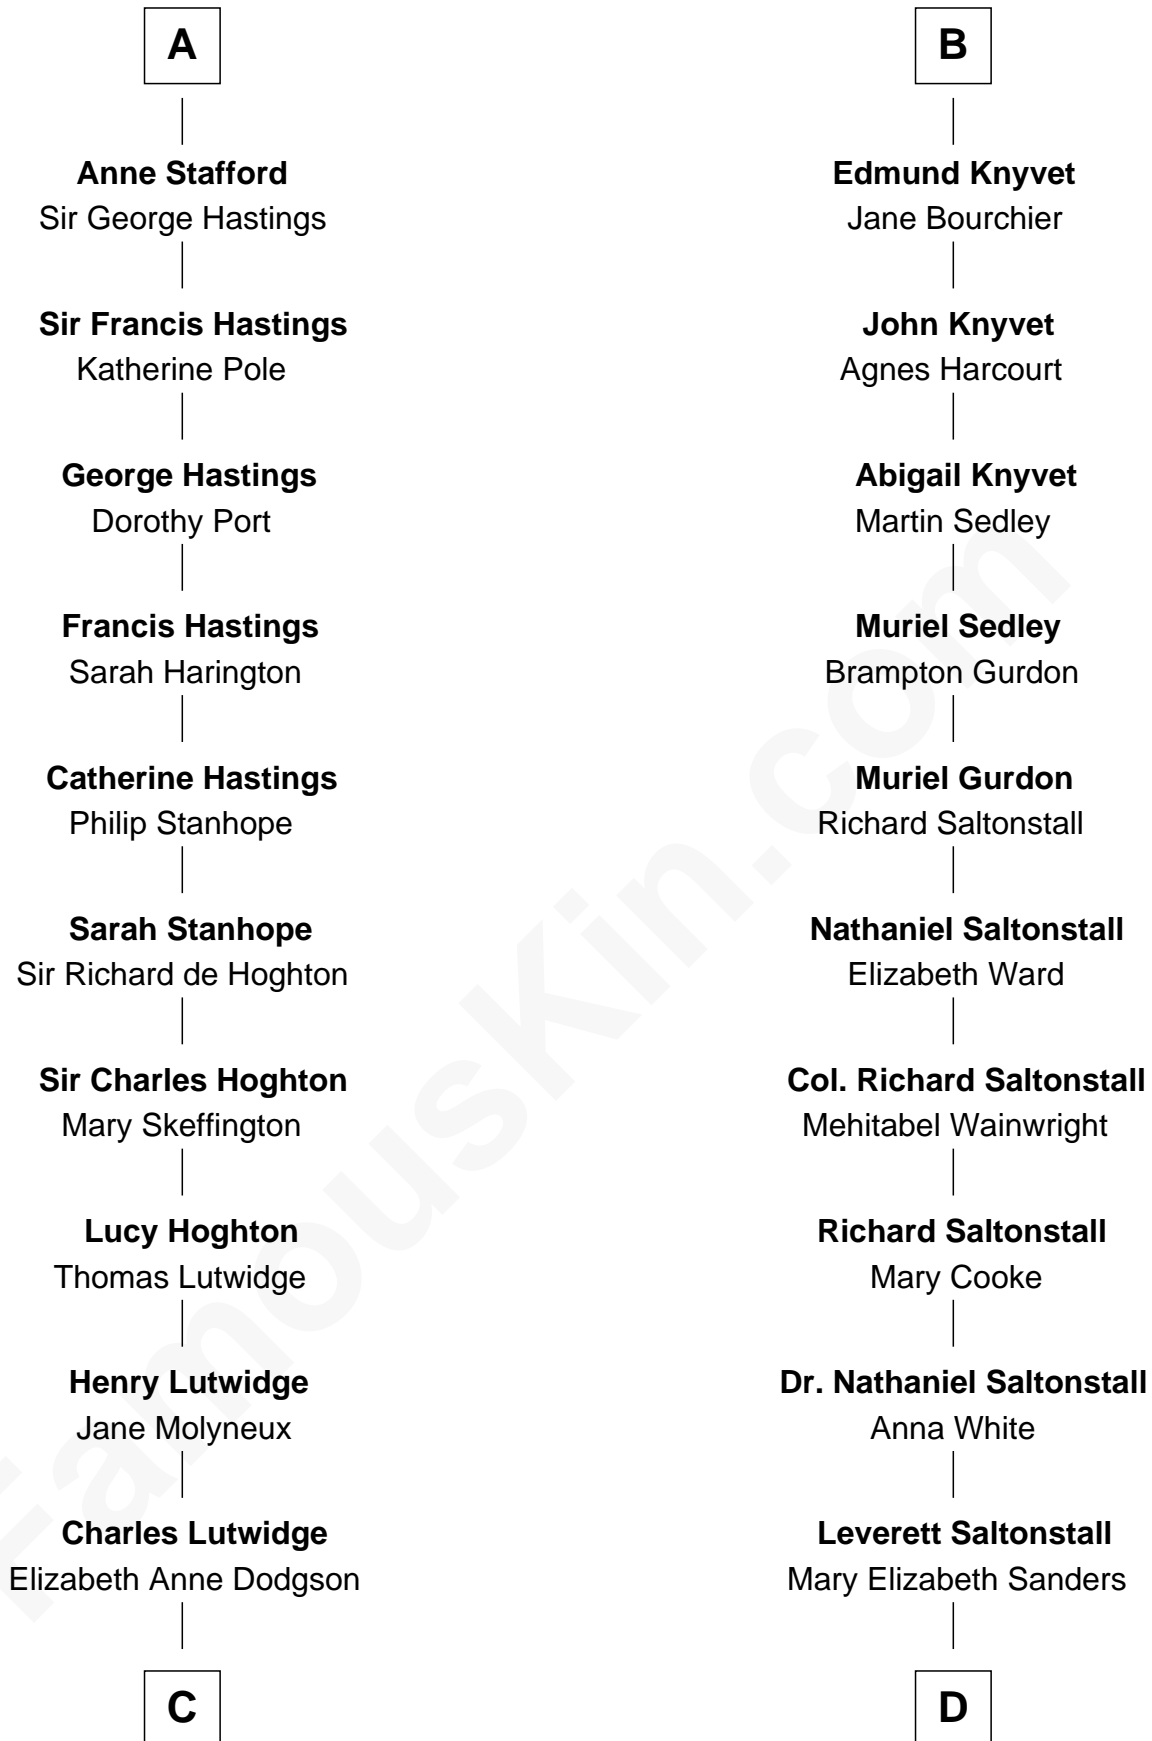 A
Anne Stafford
Sir George Hastings
Sir Francis Hastings
Katherine Pole
George Hastings
Dorothy Port
Francis Hastings
Sarah Harington
Catherine Hastings
Philip Stanhope
Sarah Stanhope
Sir Richard de Hoghton
Sir Charles Hoghton
Mary Skeffington
Lucy Hoghton
Thomas Lutwidge
Henry Lutwidge
Jane Molyneux
Charles Lutwidge
Elizabeth Anne Dodgson
C
B
Edmund Knyvet
Jane Bourchier
John Knyvet
Agnes Harcourt
Abigail Knyvet
Martin Sedley
Muriel Sedley
Brampton Gurdon
Muriel Gurdon
Richard Saltonstall
Nathaniel Saltonstall
Elizabeth Ward
Col. Richard Saltonstall
Mehitabel Wainwright
Richard Saltonstall
Mary Cooke
Dr. Nathaniel Saltonstall
Anna White
Leverett Saltonstall
Mary Elizabeth Sanders
D
FamousKin.com